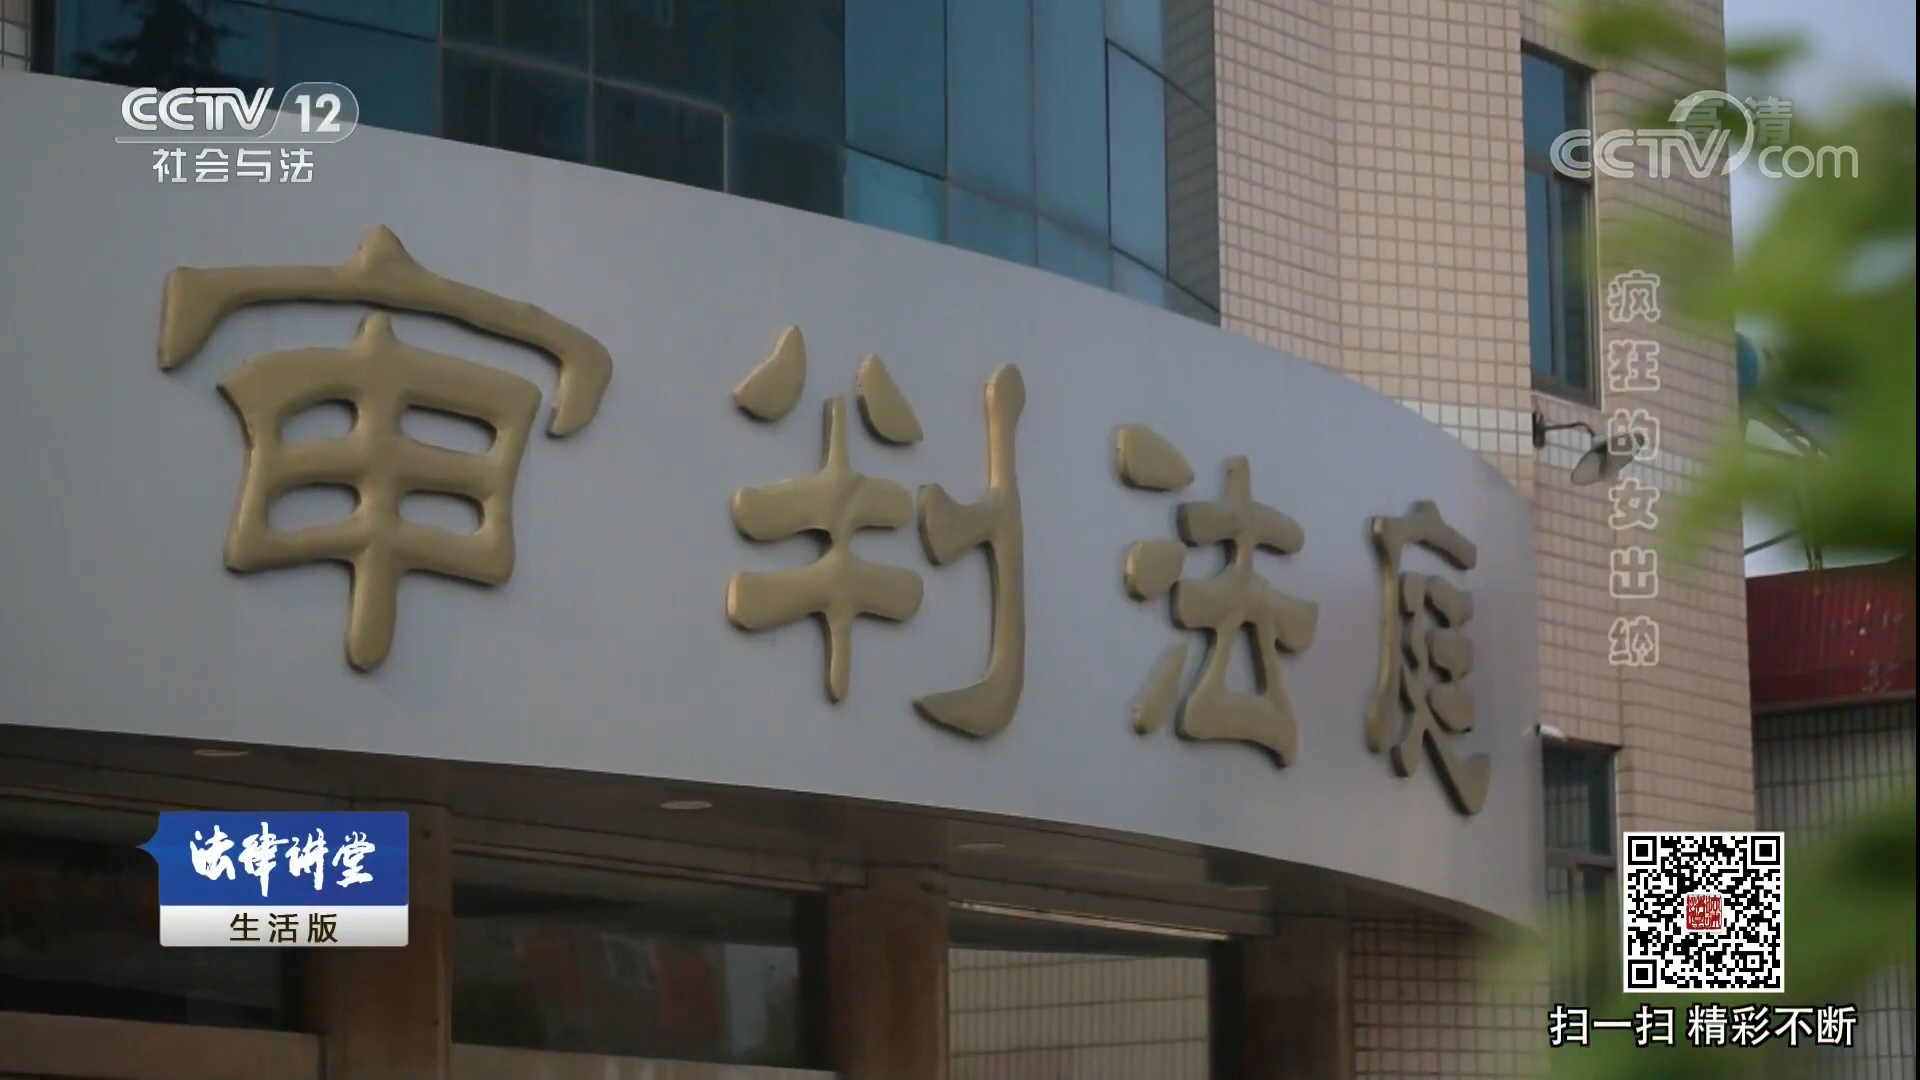 CCTV 12
社会与法
高清
CCTV com
审判法庭
疯狂的女出纳
法律讲堂
生活版
扫一扫 精彩不断